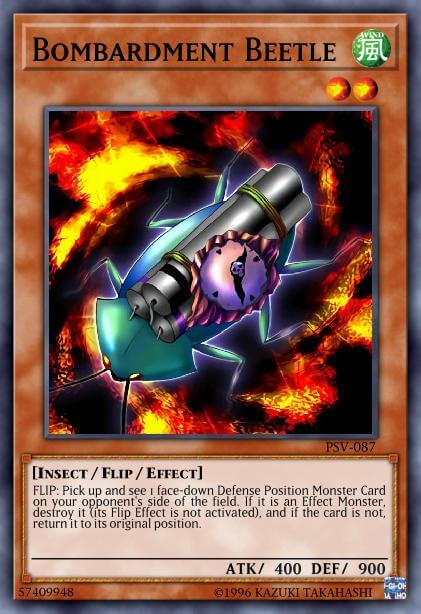 BOMBARDMENT BEETLE
WIND
風
PSV-087
[INSECT / FLIP / EFFECT]
FLIP: Pick up and see 1 face-down Defense Position Monster Card
on your opponent's side of the field. If it is an Effect Monster,
destroy it (its Flip Effect is not activated), and if the card is not,
return it to its original position.
ATK/ 400 DEF/ 900
57409948
©1996 KAZUKI TAKAHASHI